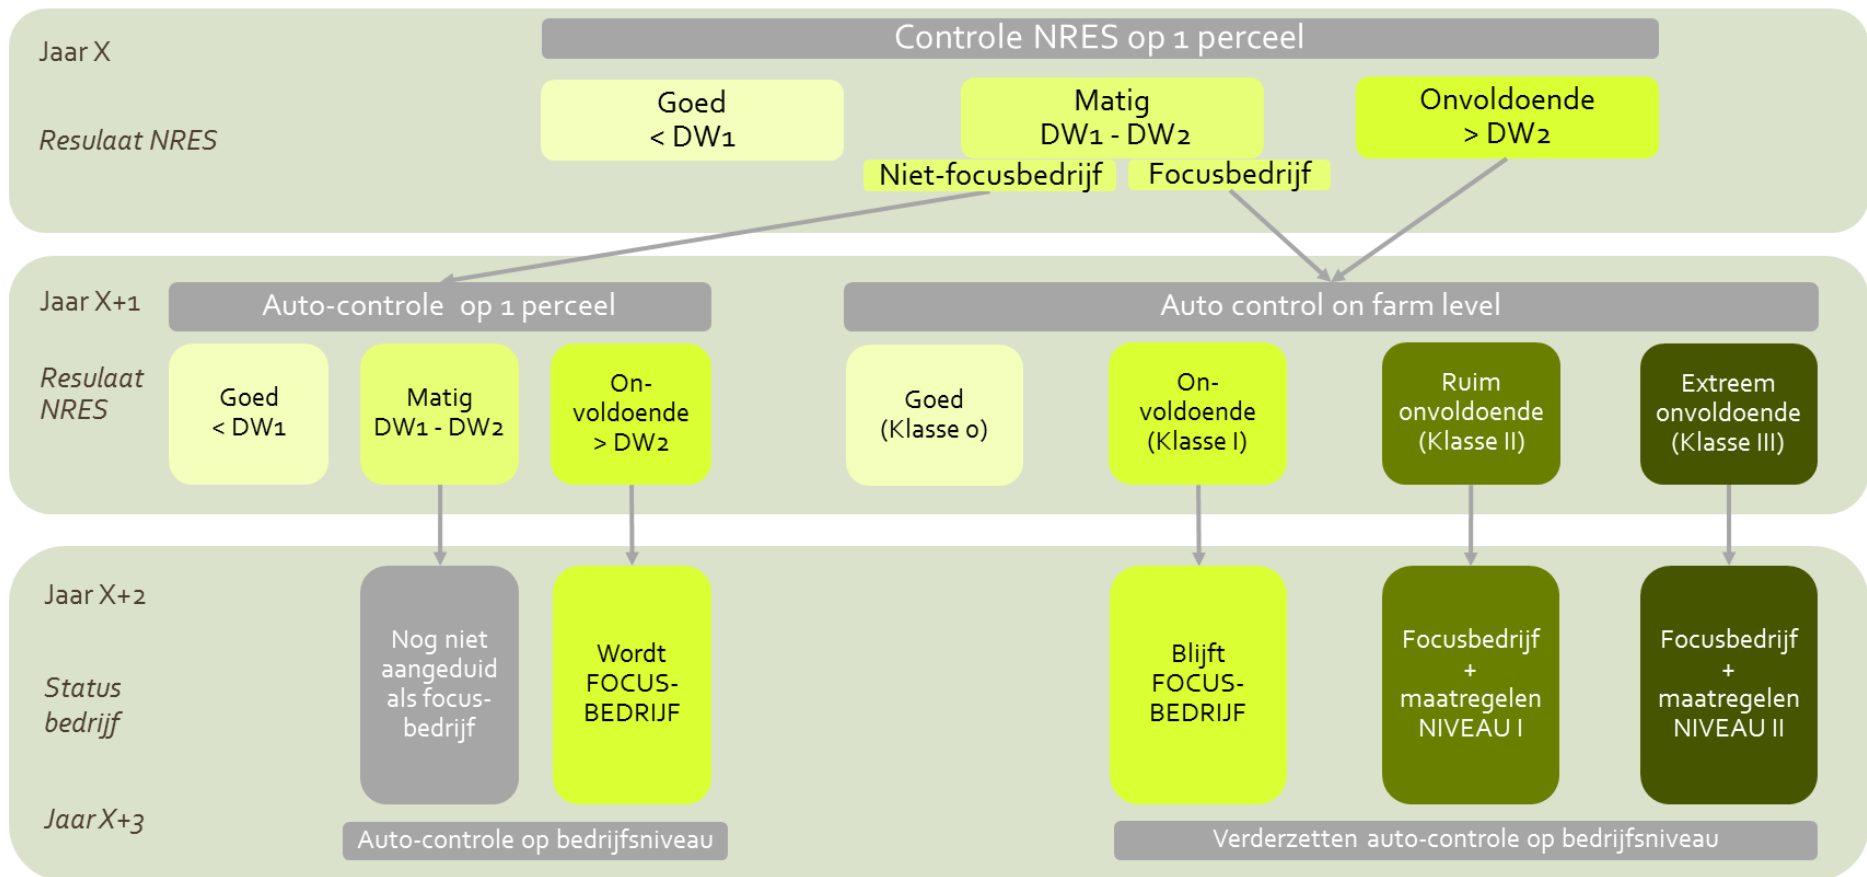 Jaar X
Controle NRES op 1 perceel
Resulaat NRES
Goed
< DW1
Matig
DW1 - DW2
Onvoldoende
> DW2
Niet-focusbedrijf
Focusbedrijf
Jaar X+1
Auto-controle op 1 perceel
Auto control on farm level
Resulaat
NRES
Goed
< DW1
Matig
DW1 - DW2
On-
voldoende
> DW2
Goed
(Klasse 0)
On-
voldoende
(Klasse I)
Ruim
onvoldoende
(Klasse II)
Extreem
onvoldoende
(Klasse III)
Jaar X+2
Status
bedrijf
Nog niet
aangeduid
als focus-
bedrijf
Wordt
FOCUS-
BEDRIJF
Blijft
FOCUS-
BEDRIJF
Focusbedrijf
+
maatregelen
NIVEAU I
Focusbedrijf
+
maatregelen
NIVEAU II
Jaar X+3
Auto-controle op bedrijfsniveau
Verderzetten auto-controle op bedrijfsniveau